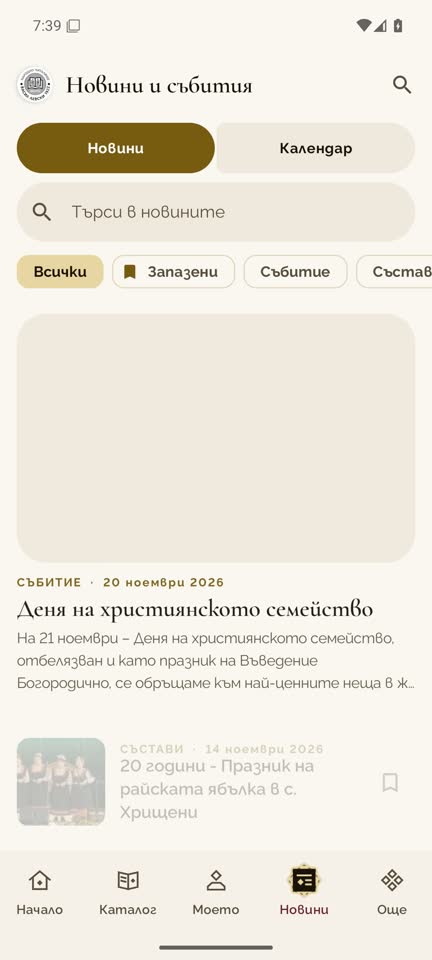 7:39
Новини и събития
Новини
Календар
Търси в новините
Всички
Запазени
Събитие
Състав
СЪБИТИЕ · 20 ноември 2026
Деня на християнското семейство
На 21 ноември – Деня на християнското семейство,
отбелязван и като празник на Въведение
Богородично, се обръщаме към най-ценните неща в ж…
СЪСТАВИ · 14 ноември 2026
20 години - Празник на
райската ябълка в с.
Хрищени
Начало
Каталог
Моето
Новини
Още